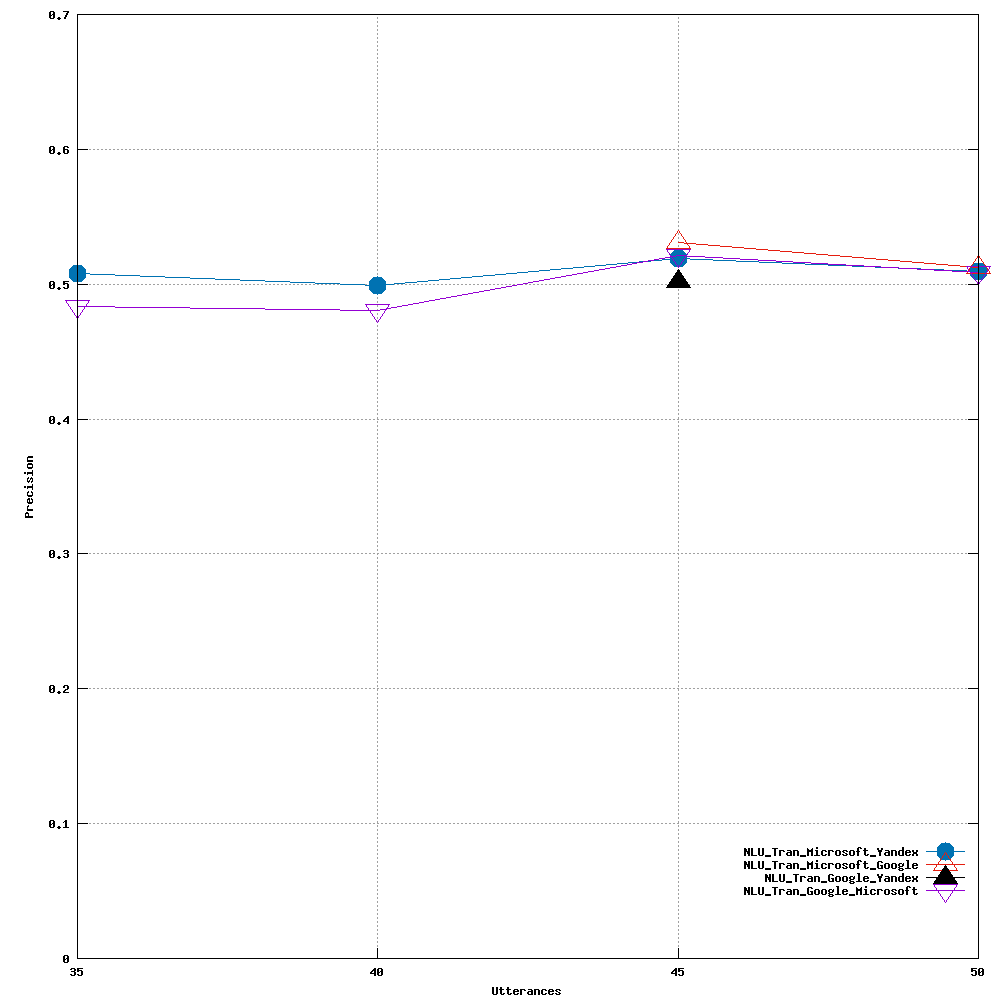 0.7
0.6
0.5
0.4
0.3
0.2
0.1
0
Precision
35
40
45
50
Utterances
NLU_Tran_Microsoft_Yandex
NLU_Tran_Microsoft_Google
NLU_Tran_Google_Yandex
NLU_Tran_Google_Microsoft